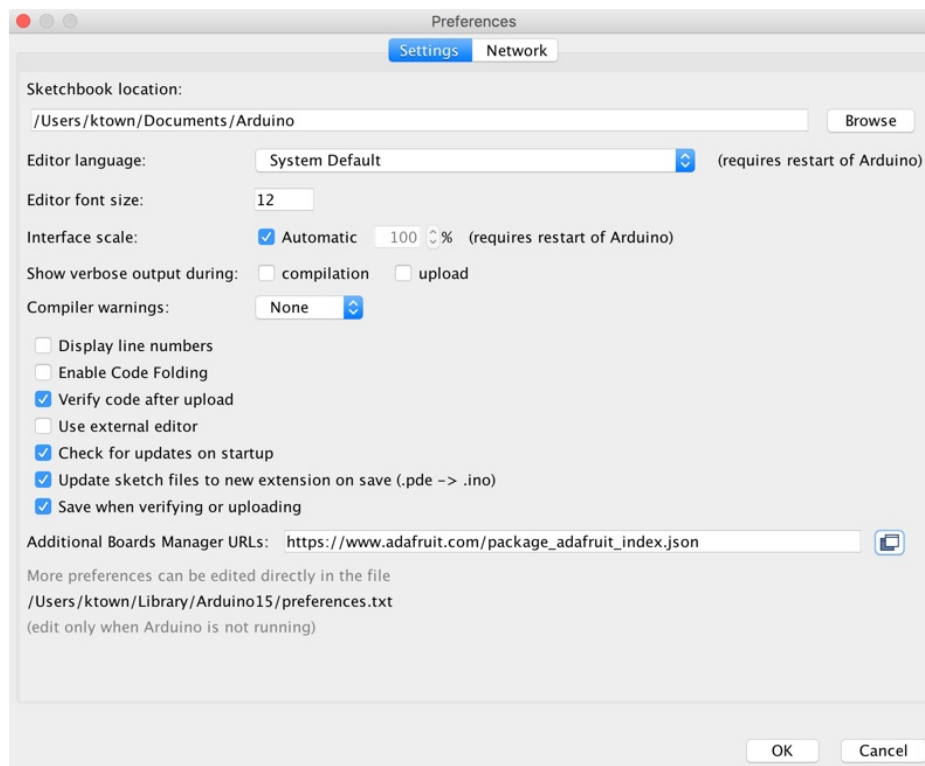 Preferences
Settings Network
Sketchbook location:
/Users/ktown/Documents/Arduino Browse
Editor language: System Default (requires restart of Arduino)
Editor font size: 12
Interface scale: Automatic 100 % (requires restart of Arduino)
Show verbose output during: compilation upload
Compiler warnings: None
Display line numbers
Enable Code Folding
Verify code after upload
Use external editor
Check for updates on startup
Update sketch files to new extension on save (.pde -> .ino)
Save when verifying or uploading
Additional Boards Manager URLs: https://www.adafruit.com/package_adafruit_index.json
More preferences can be edited directly in the file
/Users/ktown/Library/Arduino15/preferences.txt
(edit only when Arduino is not running)
OK Cancel